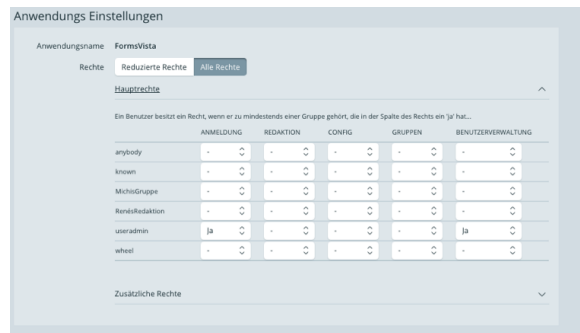 Anwendungs Einstellungen
Anwendungsname FormsVista
Rechte Reduzierte Rechte Alle Rechte
Hauptrechte
Ein Benutzer besitzt ein Recht, wenn er zu mindestens einer Gruppe gehört, die in der Spalte des Rechts ein 'ja' hat...
ANMELDUNG REDAKTION CONFIG GRUPPEN BENUTZERVERWALTUNG
anybody - - - - -
known - - - - -
MichisGruppe - - - - -
RenésRedaktion - - - - -
useradmin Ja - - - Ja
wheel - - - - -
Zusätzliche Rechte